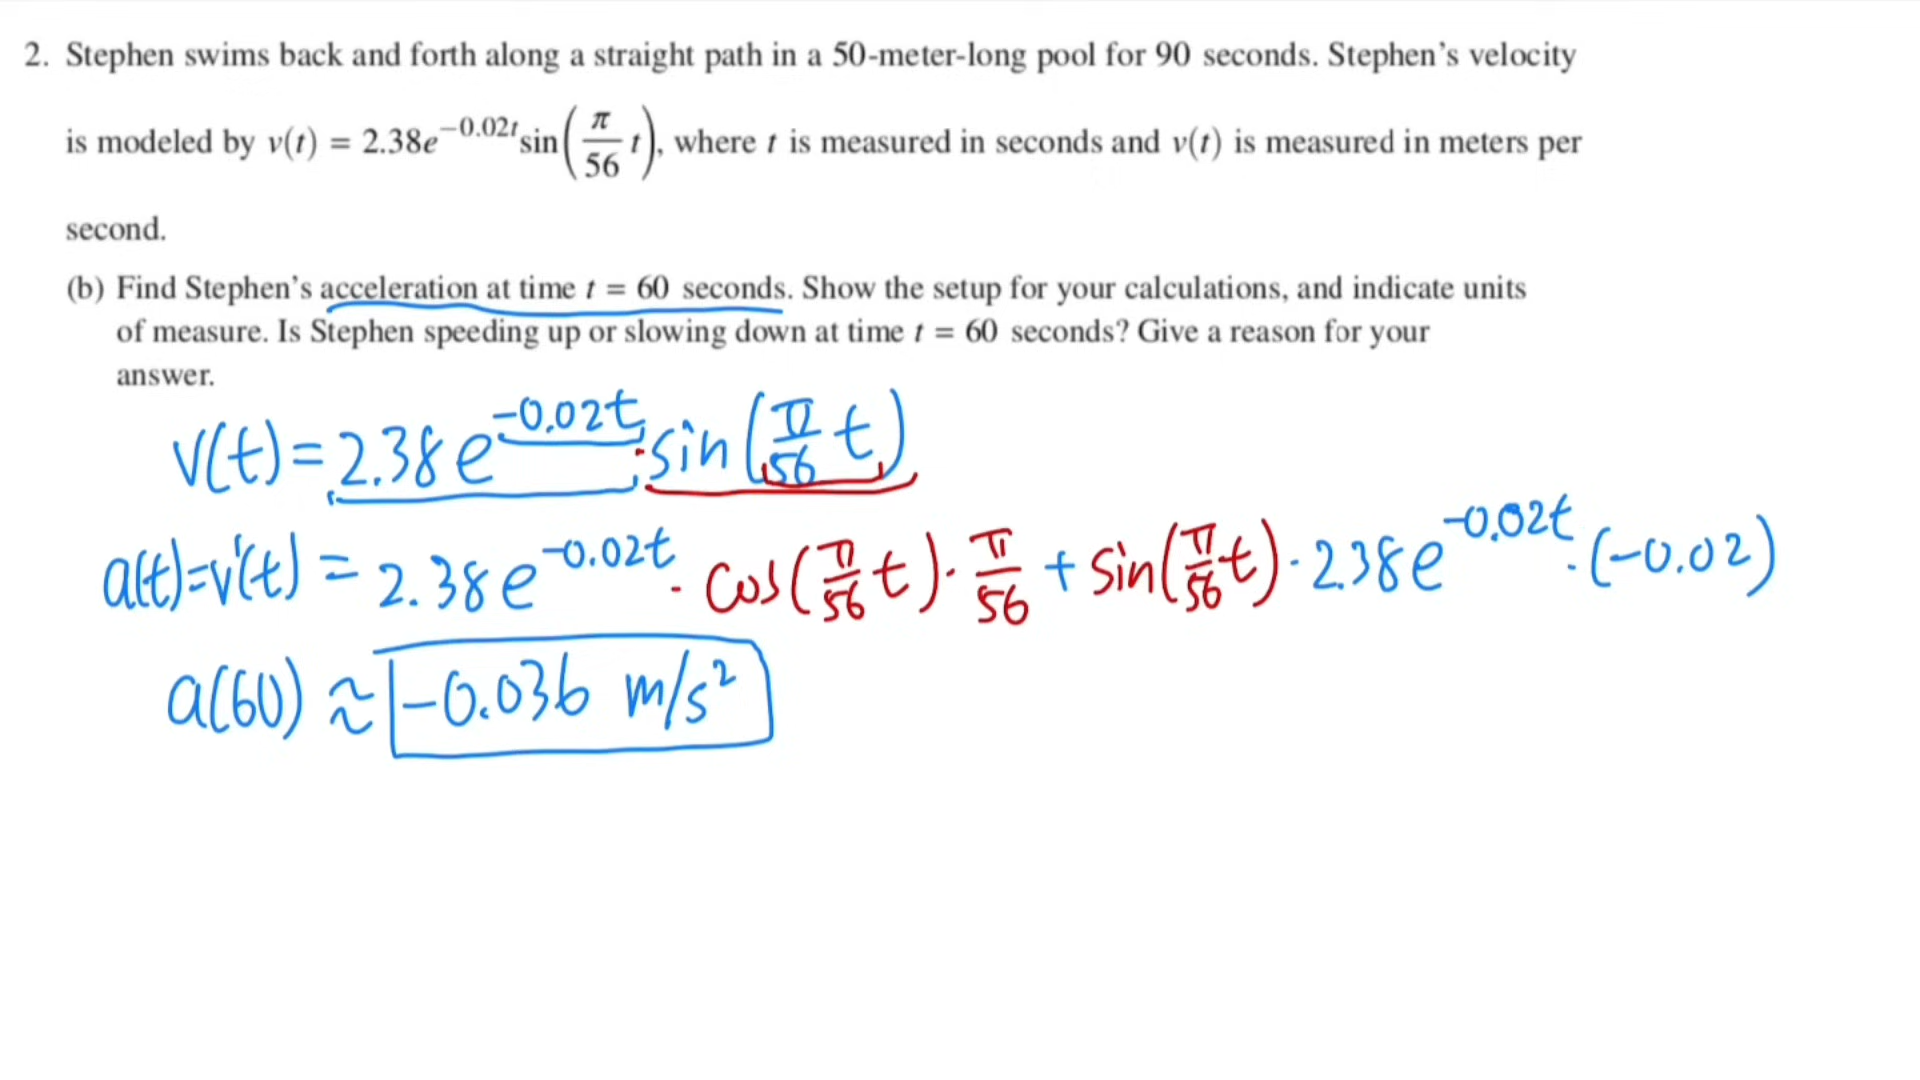 2. Stephen swims back and forth along a straight path in a 50-meter-long pool for 90 seconds. Stephen's velocity
is modeled by v(t) = 2.38e^{-0.02t} sin(π/56 t), where t is measured in seconds and v(t) is measured in meters per
second.
(b) Find Stephen's acceleration at time t = 60 seconds. Show the setup for your calculations, and indicate units
of measure. Is Stephen speeding up or slowing down at time t = 60 seconds? Give a reason for your
answer.
v(t) = 2.38e^{-0.02t} · sin(π/56 t)
a(t) = v'(t) = 2.38e^{-0.02t} · cos(π/56 t) · π/56 + sin(π/56 t) · 2.38e^{-0.02t} · (-0.02)
a(60) ≈ -0.036 m/s²